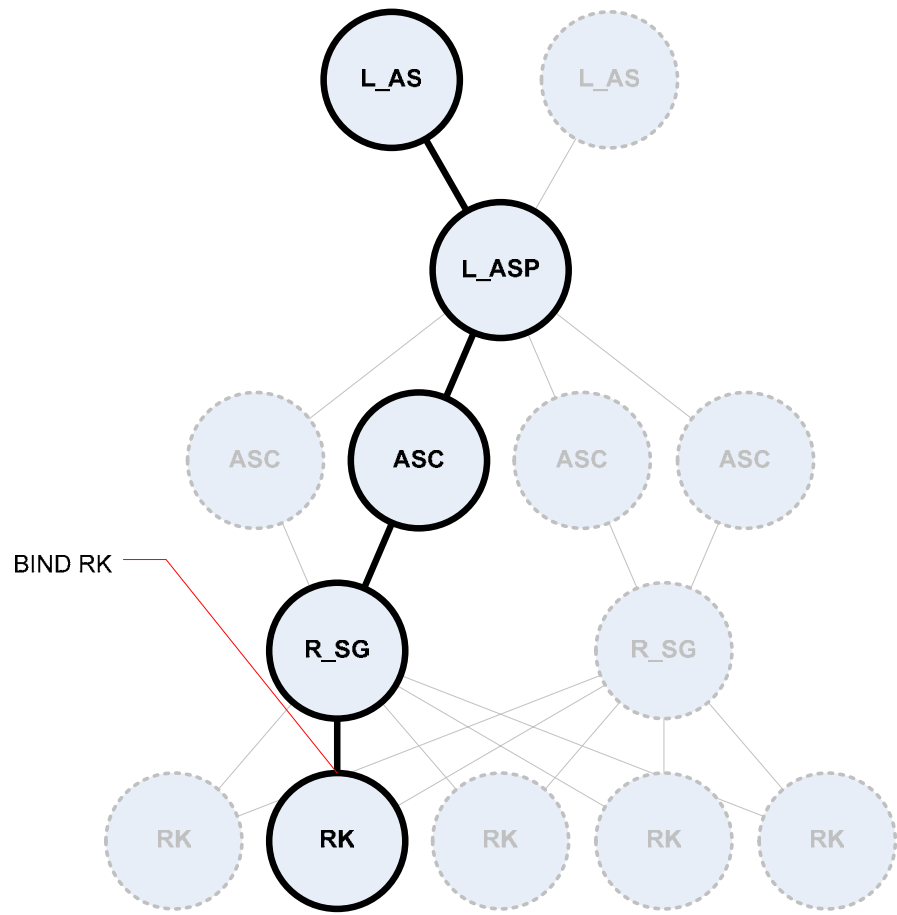 L_AS
L_AS
L_ASP
ASC
ASC
ASC
ASC
BIND RK
R_SG
R_SG
RK
RK
RK
RK
RK